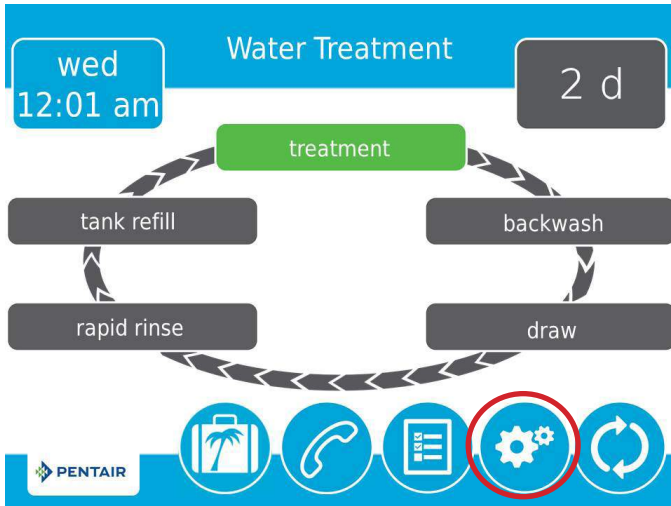 Water Treatment
wed
12:01 am
2 d
treatment
tank refill
backwash
rapid rinse
draw
PENTAIR